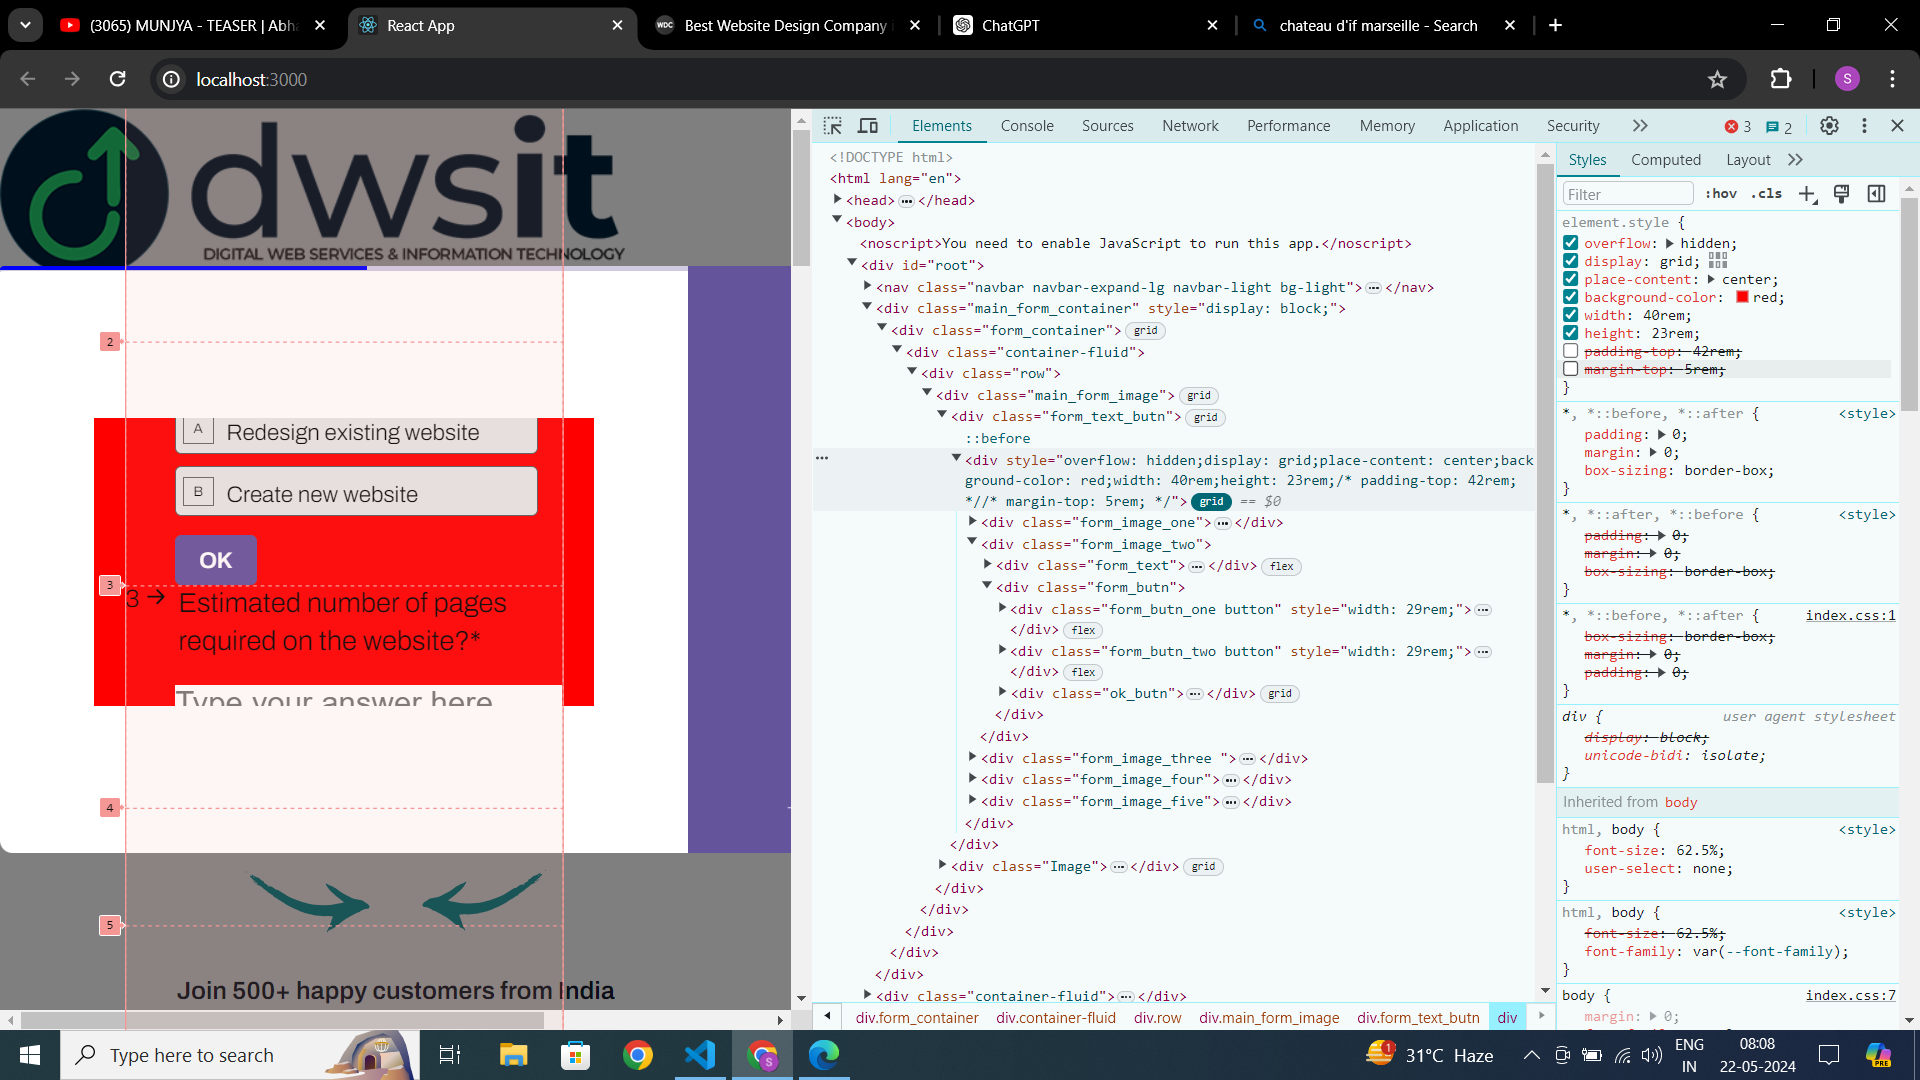 (3065) MUNJYA - TEASER | Abh
React App
Best Website Design Company
ChatGPT
chateau d'if marseille - Search
localhost:3000
S
dwsit
DIGITAL WEB SERVICES & INFORMATION TECHNOLOGY
2
A Redesign existing website
B Create new website
OK
3
3 → Estimated number of pages
required on the website?*
Type your answer here
4
5
Join 500+ happy customers from India
Elements Console Sources Network Performance Memory Application Security
3 2
<!DOCTYPE html>
<html lang="en">
<head> ••• </head>
<body>
<noscript>You need to enable JavaScript to run this app.</noscript>
<div id="root">
<nav class="navbar navbar-expand-lg navbar-light bg-light"> ••• </nav>
<div class="main_form_container" style="display: block;">
<div class="form_container"> grid
<div class="container-fluid">
<div class="row">
<div class="main_form_image"> grid
<div class="form_text_butn"> grid
::before
<div style="overflow: hidden;display: grid;place-content: center;back
ground-color: red;width: 40rem;height: 23rem;/* padding-top: 42rem;
*//* margin-top: 5rem; */"> grid == $0
<div class="form_image_one"> ••• </div>
<div class="form_image_two">
<div class="form_text"> ••• </div> flex
<div class="form_butn">
<div class="form_butn_one button" style="width: 29rem;"> •••
</div> flex
<div class="form_butn_two button" style="width: 29rem;"> •••
</div> flex
<div class="ok_butn"> ••• </div> grid
</div>
</div>
<div class="form_image_three "> ••• </div>
<div class="form_image_four"> ••• </div>
<div class="form_image_five"> ••• </div>
</div>
</div>
<div class="Image"> ••• </div> grid
</div>
</div>
</div>
</div>
</div>
<div class="container-fluid"> ••• </div>
div.form_container div.container-fluid div.row div.main_form_image div.form_text_butn div
Styles Computed Layout
Filter :hov .cls
element.style {
overflow: hidden;
display: grid;
place-content: center;
background-color: red;
width: 40rem;
height: 23rem;
padding-top: 42rem;
margin-top: 5rem;
}
*, *::before, *::after { <style>
padding: 0;
margin: 0;
box-sizing: border-box;
}
*, *::after, *::before { <style>
padding: 0;
margin: 0;
box-sizing: border-box;
}
*, *::before, *::after { index.css:1
box-sizing: border-box;
margin: 0;
padding: 0;
}
div { user agent stylesheet
display: block;
unicode-bidi: isolate;
}
Inherited from body
html, body { <style>
font-size: 62.5%;
user-select: none;
}
html, body { <style>
font-size: 62.5%;
font-family: var(--font-family);
}
body { index.css:7
margin: 0;
Type here to search
31°C Haze
ENG
IN
08:08
22-05-2024